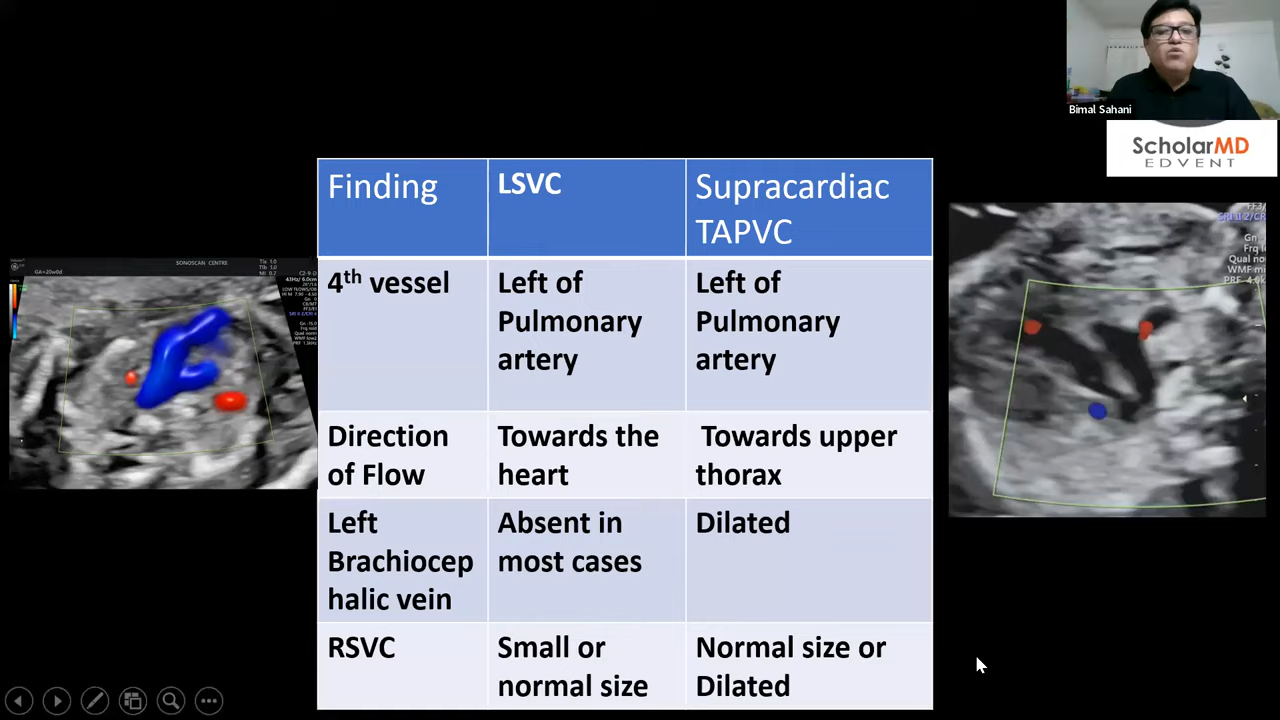 Bimal Sahani
ScholarMD
EDVENT
Finding
LSVC
Supracardiac
TAPVC
4th vessel
Left of
Pulmonary
artery
Left of
Pulmonary
artery
Direction
of Flow
Towards the
heart
Towards upper
thorax
Left
Brachiocep
halic vein
Absent in
most cases
Dilated
RSVC
Small or
normal size
Normal size or
Dilated
SONOSCAN CENTRE
GA=20w0d